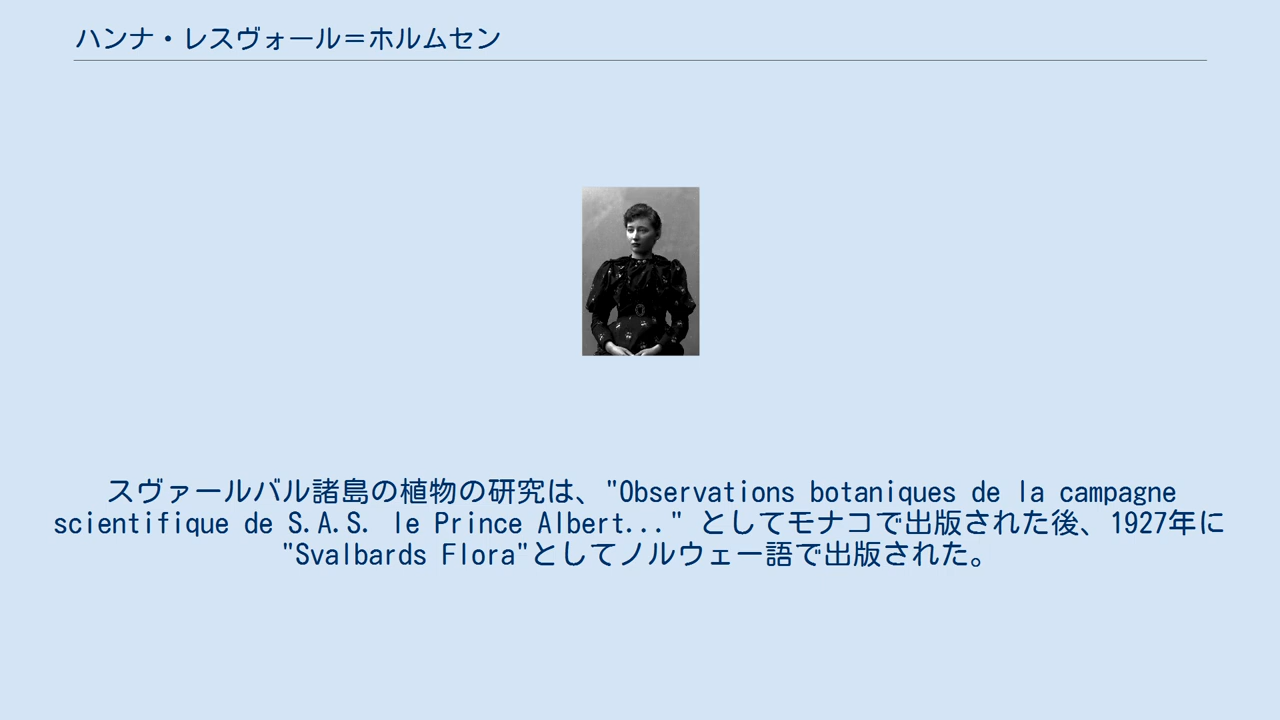 ハンナ・レスヴォール＝ホルムセン
スヴァールバル諸島の植物の研究は、"Observations botaniques de la campagne
scientifique de S.A.S. le Prince Albert..." としてモナコで出版された後、1927年に
"Svalbards Flora"としてノルウェー語で出版された。